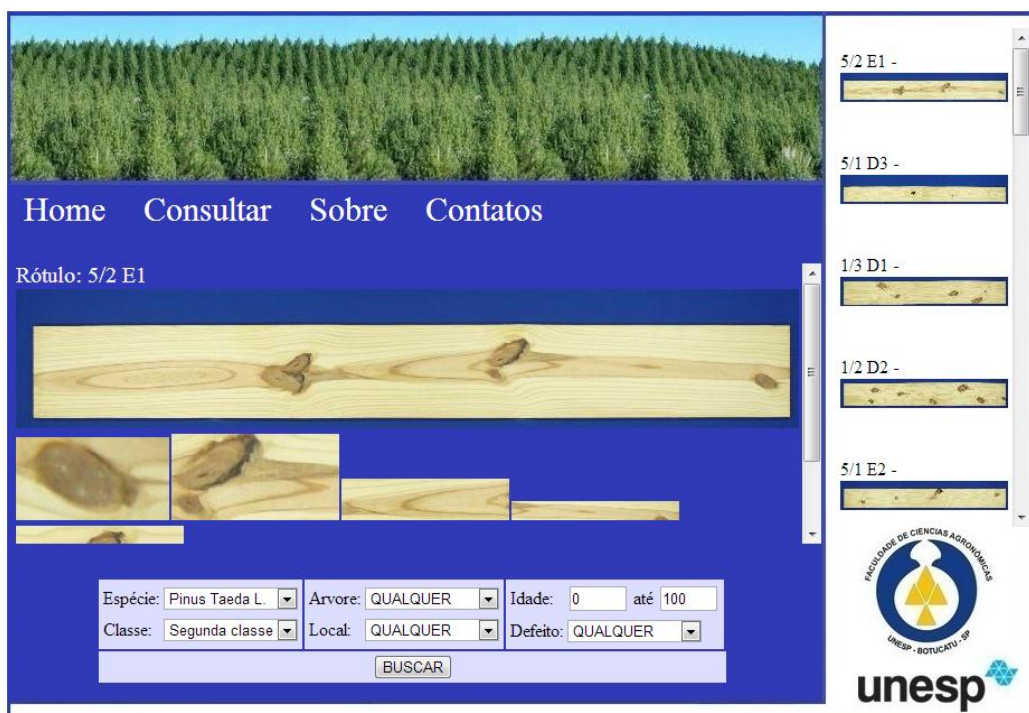 Home Consultar Sobre Contatos
Rótulo: 5/2 E1
Espécie: Pinus Taeda L. Arvore: QUALQUER Idade: 0 até 100
Classe: Segunda classe Local: QUALQUER Defeito: QUALQUER
BUSCAR
5/2 E1 -
5/1 D3 -
1/3 D1 -
1/2 D2 -
5/1 E2 -
FACULDADE DE CIENCIAS AGRONÔMICAS
UNESP - BOTUCATU - SP
unesp